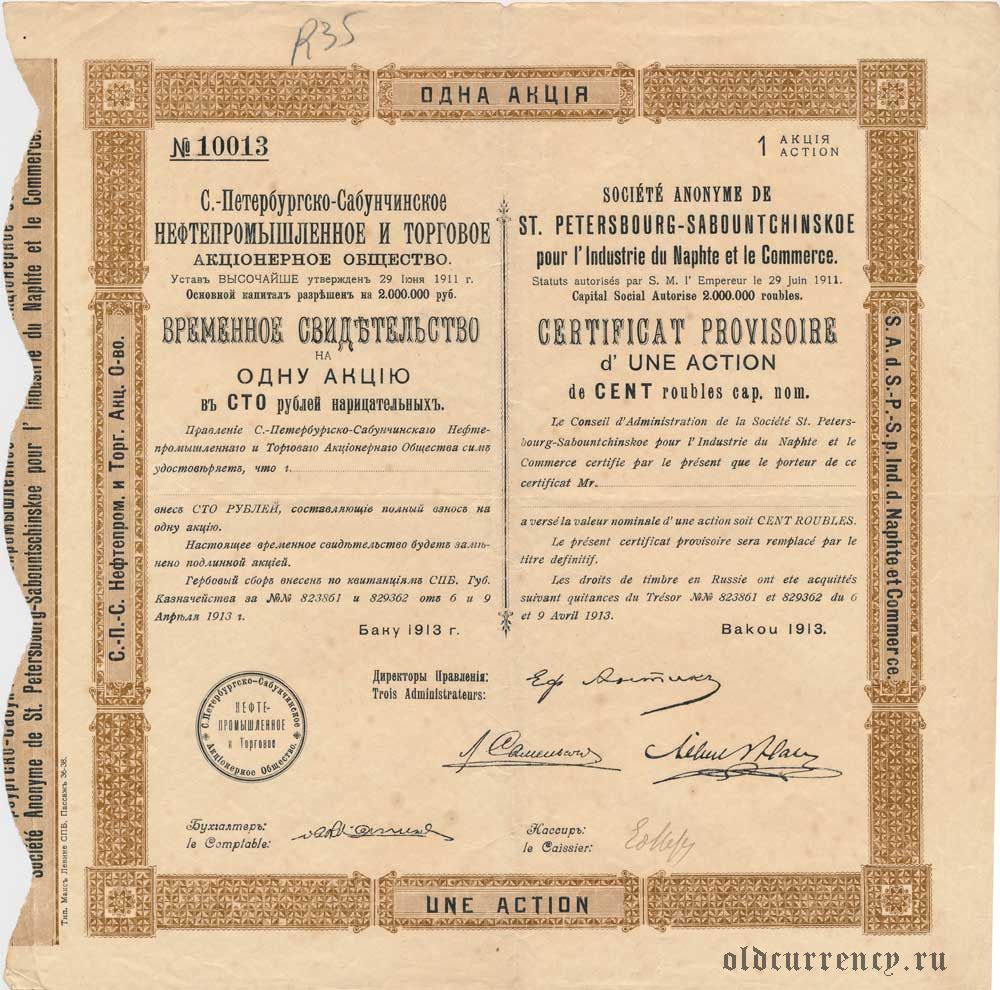 R35
ОДНА АКЦІЯ
№ 10013
1 АКЦІЯ
ACTION
С.-Петербургско-Сабунчинское
НЕФТЕПРОМЫШЛЕННОЕ И ТОРГОВОЕ
АКЦІОНЕРНОЕ ОБЩЕСТВО.
Уставъ ВЫСОЧАЙШЕ утвержденъ 29 Іюня 1911 г.
Основной капиталъ разрѣшенъ на 2.000.000 руб.
ВРЕМЕННОЕ СВИДѢТЕЛЬСТВО
НА
ОДНУ АКЦІЮ
въ СТО рублей нарицательныхъ.
Правленіе С.-Петербургско-Сабунчинскаго Нефте-
промышленнаго и Торговаго Акціонернаго Общества симъ
удостовѣряетъ, что г.
внесъ СТО РУБЛЕЙ, составляющіе полный взносъ на
одну акцію.
Настоящее временное свидѣтельство будетъ замѣ-
нено подлинной акціей.
Гербовый сборъ внесенъ по квитанціямъ СПБ. Губ.
Казначейства за №№ 823861 и 829362 отъ 6 и 9
Апрѣля 1913 г.
Баку 1913 г.
SOCIÉTÉ ANONYME DE
ST. PETERSBOURG-SABOUNTCHINSKOE
pour l'Industrie du Naphte et le Commerce.
Statuts autorisés par S. M. l' Empereur le 29 Juin 1911.
Capital Social Autorise 2.000.000 roubles.
CERTIFICAT PROVISOIRE
d' UNE ACTION
de CENT roubles cap. nom.
Le Conseil d'Administration de la Société St. Peters-
bourg-Sabountchinskoe pour l'Industrie du Naphte et le
Commerce certifie par le présent que le porteur de ce
certificat Mr.
a versé la valeur nominale d' une action soit CENT ROUBLES.
Le présent certificat provisoire sera remplacé par le
titre definitif.
Les droits de timbre en Russie ont ete acquittés
suivant quitances du Trésor №№ 823861 et 829362 du 6
et 9 Avril 1913.
Bakou 1913.
Директоры Правленія:
Trois Administrateurs:
С.Петербургско-Сабунчинское
НЕФТЕ-
ПРОМЫШЛЕННОЕ
и Торговое
Акціонерное Общество.
Бухгалтеръ:
le Comptable:
Кассиръ:
le Caissier:
UNE ACTION
С.-П.-С. Нефтепром. и Торг. Акц. О-во.
S. A. d. S.-P.-S. p. Ind. d. Naphte et Commerce.
Société Anonyme de St. Petersbourg-Sabountschinskoe pour l' Industrie du Naphte et le Commerce.
Тип. Максъ Левине СПБ. Пассажъ 36-38.
oldcurrency.ru